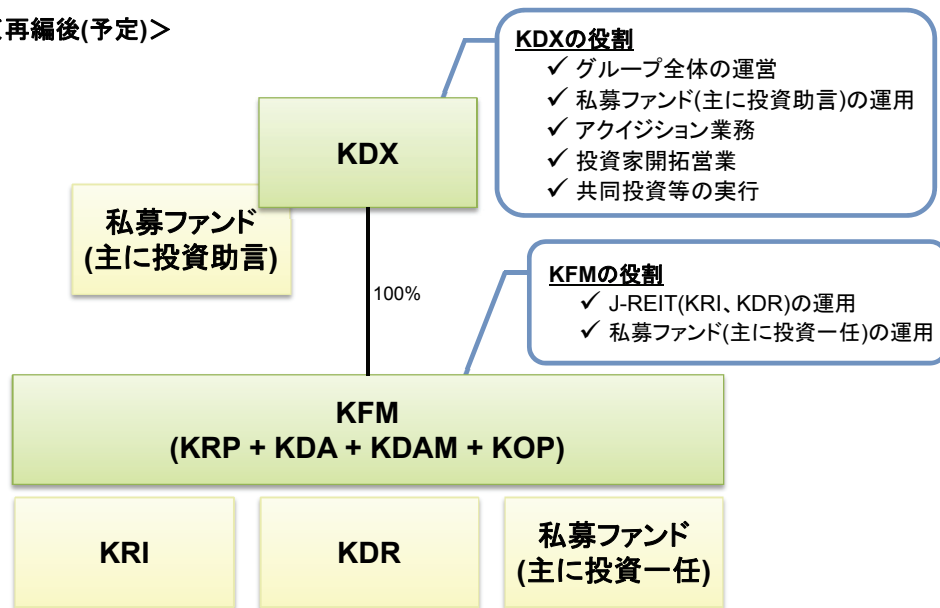 再編後(予定)＞
KDXの役割
✓ グループ全体の運営
✓ 私募ファンド(主に投資助言)の運用
✓ アクイジション業務
✓ 投資家開拓営業
✓ 共同投資等の実行
KDX
私募ファンド
(主に投資助言)
100%
KFMの役割
✓ J-REIT(KRI、KDR)の運用
✓ 私募ファンド(主に投資一任)の運用
KFM
(KRP + KDA + KDAM + KOP)
KRI
KDR
私募ファンド
(主に投資一任)